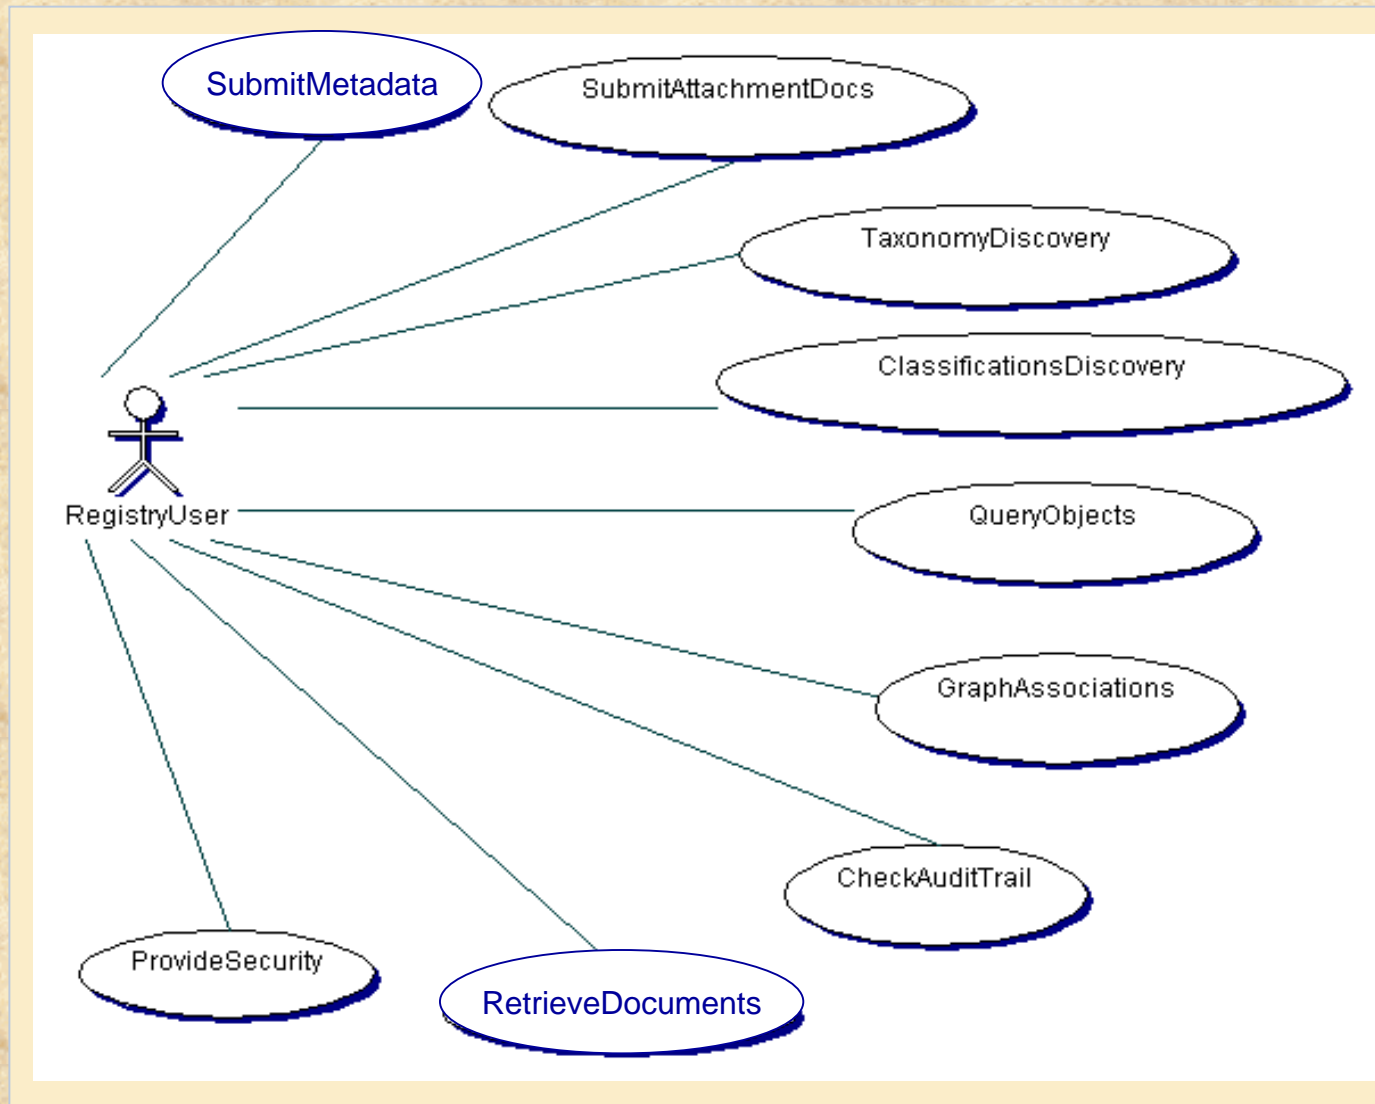 SubmitMetadata
SubmitAttachmentDocs
TaxonomyDiscovery
ClassificationsDiscovery
RegistryUser
QueryObjects
GraphAssociations
CheckAuditTrail
ProvideSecurity
RetrieveDocuments